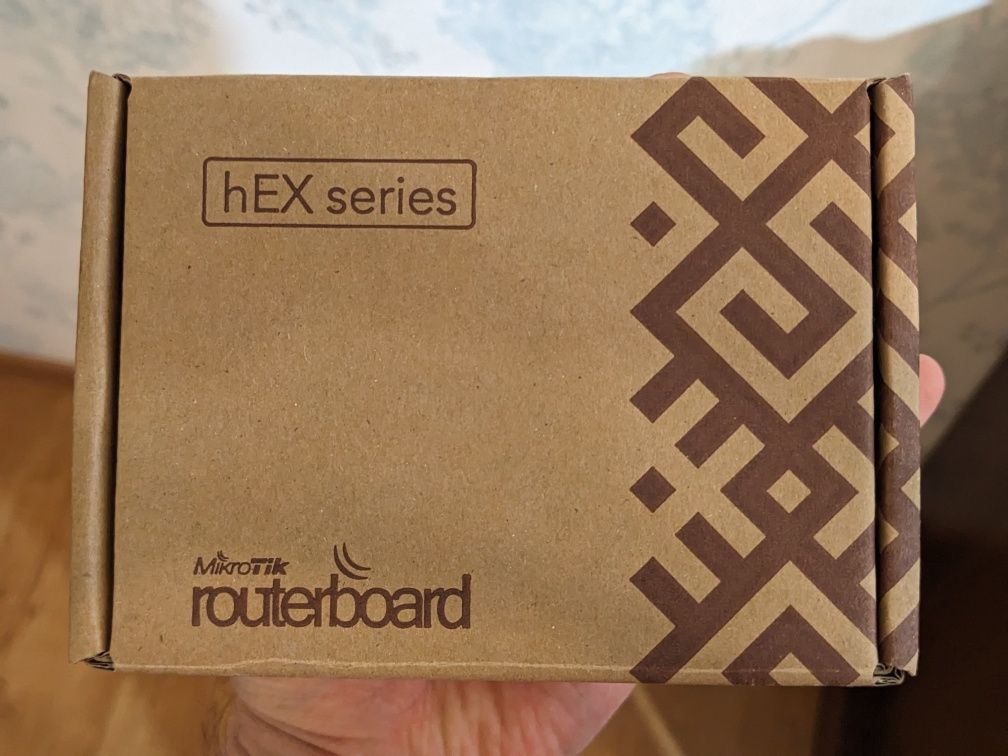 hEX series
MikroTik
routerboard